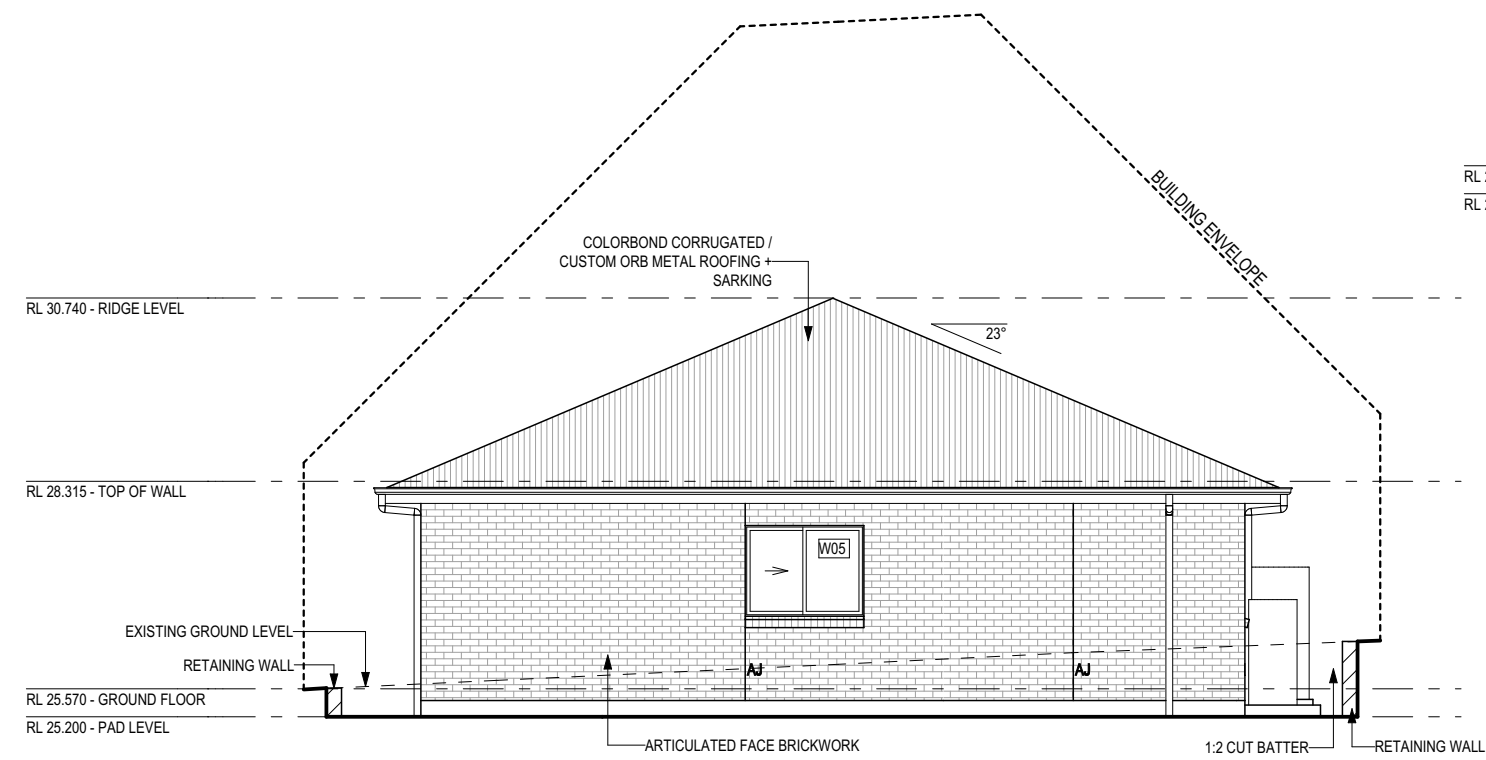 BUILDING ENVELOPE
COLORBOND CORRUGATED /
CUSTOM ORB METAL ROOFING +
SARKING
RL 30.740 - RIDGE LEVEL
23°
RL 28.315 - TOP OF WALL
W05
EXISTING GROUND LEVEL
RETAINING WALL
AJ
AJ
RL 25.570 - GROUND FLOOR
RL 25.200 - PAD LEVEL
ARTICULATED FACE BRICKWORK
1:2 CUT BATTER
RETAINING WALL
RL
RL